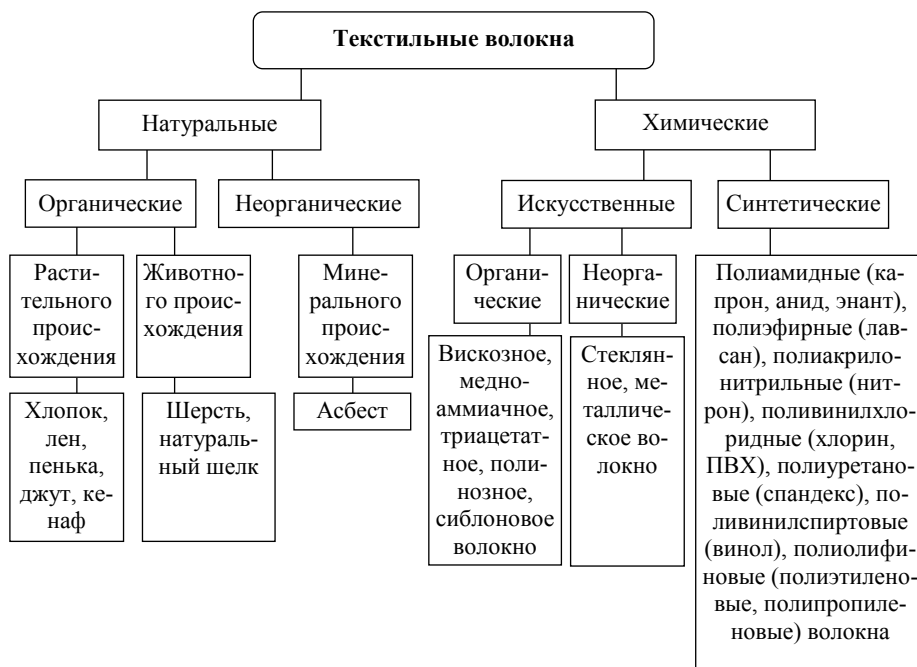 Текстильные волокна
Натуральные
Химические
Органические
Неорганические
Искусственные
Синтетические
Расти-
тельного
проис-
хождения
Животно-
го проис-
хождения
Мине-
рального
проис-
хождения
Органи-
ческие
Неорга-
нические
Полиамидные (ка-
прон, анид, энант),
полиэфирные (лав-
сан), полиакрило-
нитрильные (нит-
рон), поливинилхло-
ридные (хлорин,
ПВХ), полиуретано-
вые (спандекс), по-
ливинилспиртовые
(винол), полиолифи-
новые (полиэтилено-
вые, полипропиле-
новые) волокна
Хлопок,
лен,
пенька,
джут, ке-
наф
Шерсть,
натураль-
ный шелк
Асбест
Вискозное,
медно-
аммиачное,
триацетат-
ное, поли-
нозное,
сиблоновое
волокно
Стеклян-
ное, ме-
талличе-
ское во-
локно